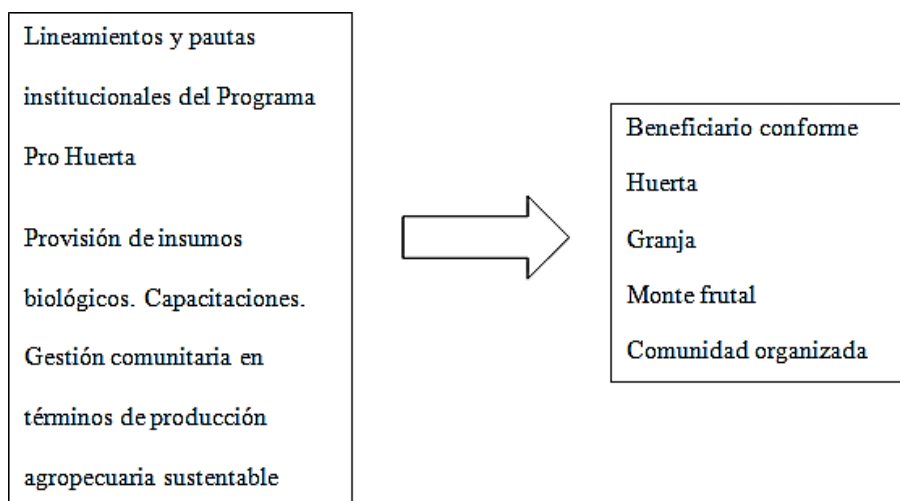 Lineamientos y pautas
institucionales del Programa
Pro Huerta
Provisión de insumos
biológicos. Capacitaciones.
Gestión comunitaria en
términos de producción
agropecuaria sustentable
Beneficiario conforme
Huerta
Granja
Monte frutal
Comunidad organizada